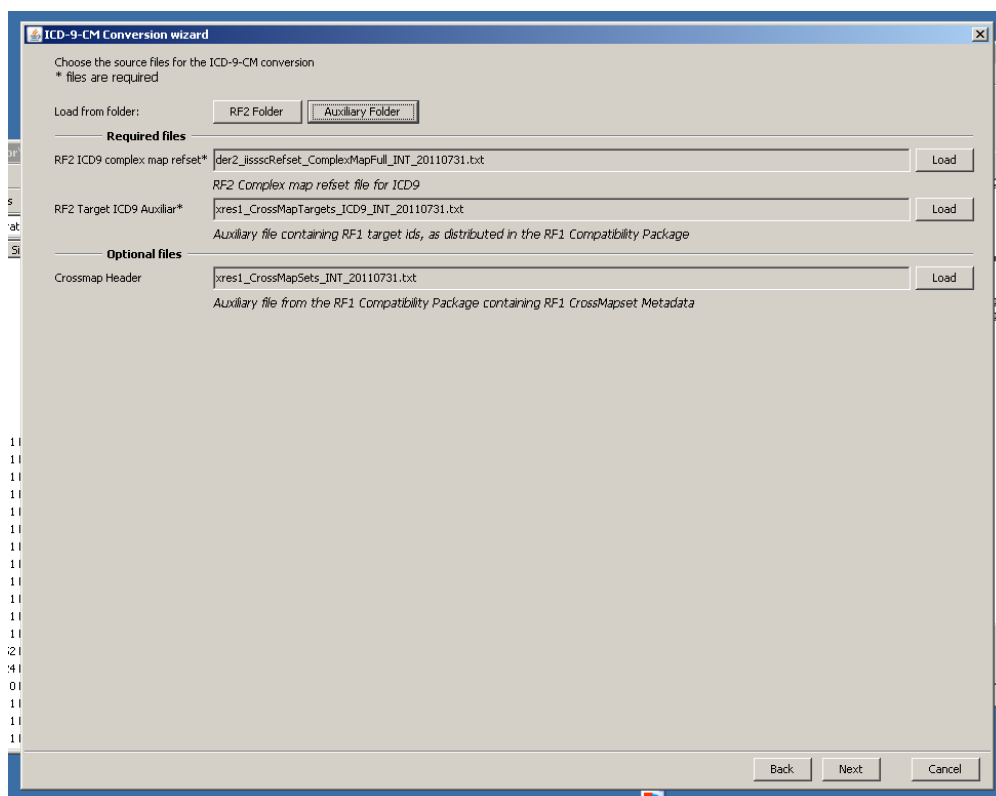 ICD-9-CM Conversion wizard
Choose the source files for the ICD-9-CM conversion
* files are required
Load from folder: RF2 Folder Auxiliary Folder
Required files
RF2 ICD9 complex map refset* der2_iissscRefset_ComplexMapFull_INT_20110731.txt Load
RF2 Complex map refset file for ICD9
RF2 Target ICD9 Auxiliar* xres1_CrossMapTargets_ICD9_INT_20110731.txt Load
Auxiliary file containing RF1 target ids, as distributed in the RF1 Compatibility Package
Optional files
Crossmap Header xres1_CrossMapSets_INT_20110731.txt Load
Auxiliary file from the RF1 Compatibility Package containing RF1 CrossMapset Metadata
Back Next Cancel